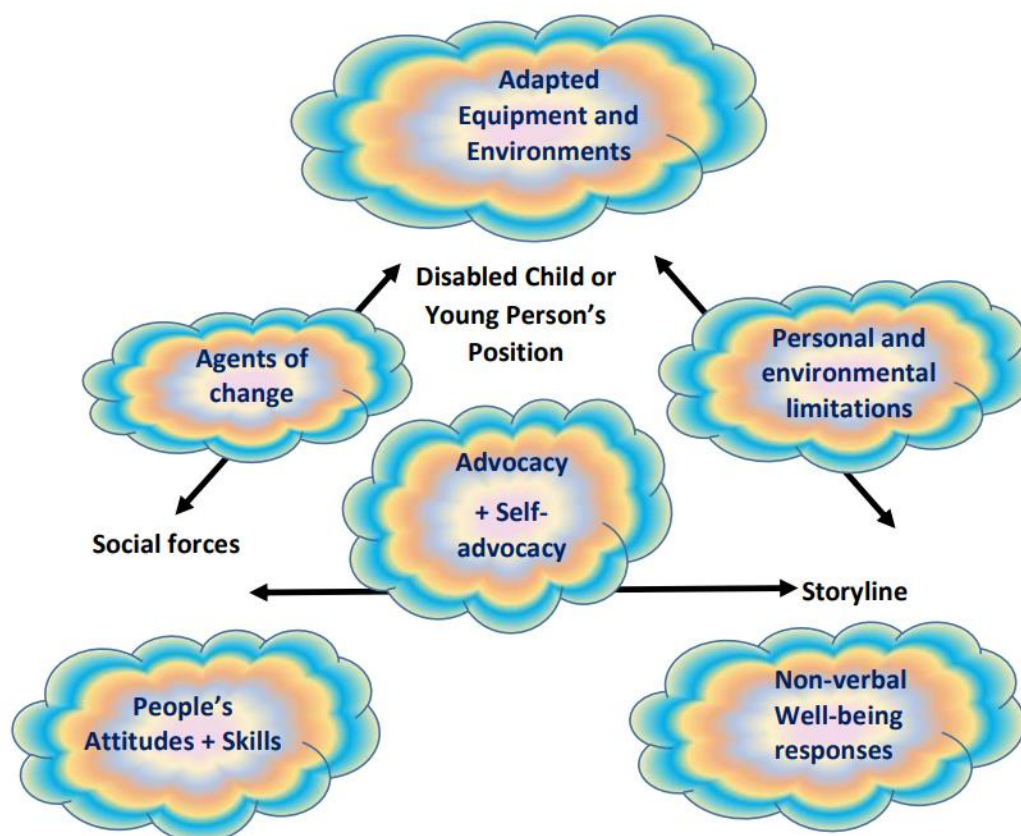 Adapted
Equipment and
Environments
Disabled Child or
Young Person’s
Position
Agents of
change
Personal and
environmental
limitations
Advocacy
+ Self-
advocacy
Social forces
Storyline
People’s
Attitudes + Skills
Non-verbal
Well-being
responses